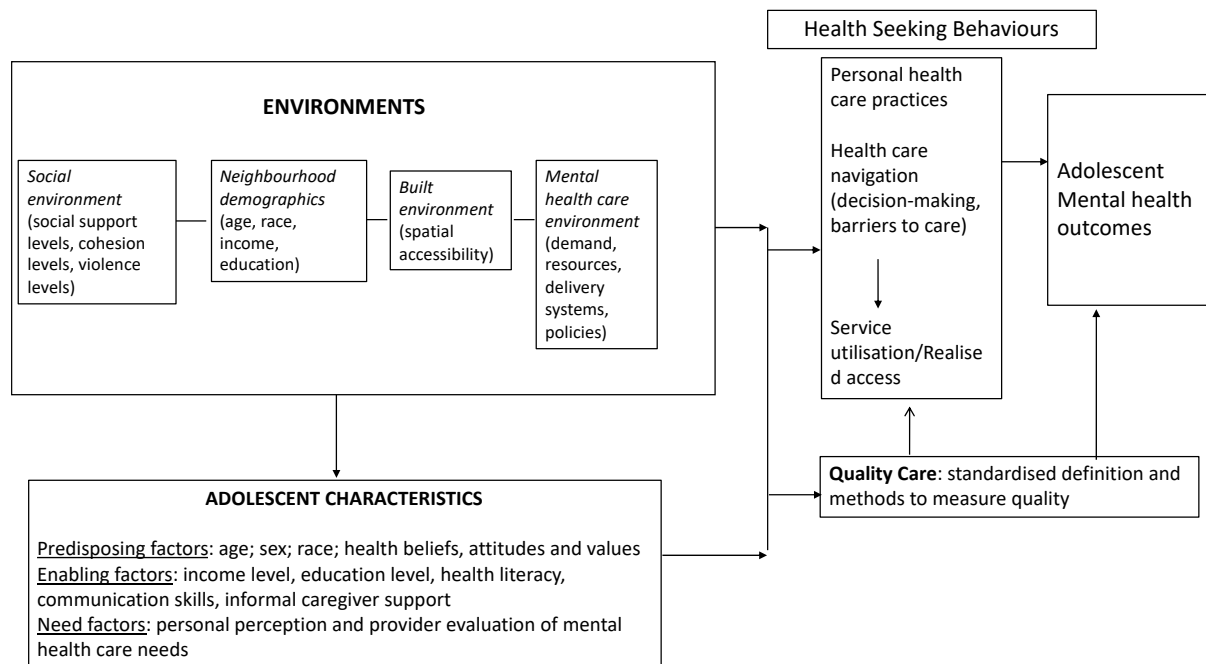 Health Seeking Behaviours
ENVIRONMENTS
Social
environment
(social support
levels, cohesion
levels, violence
levels)
Neighbourhood
demographics
(age, race,
income,
education)
Built
environment
(spatial
accessibility)
Mental
health care
environment
(demand,
resources,
delivery
systems,
policies)
Personal health
care practices
Health care
navigation
(decision-making,
barriers to care)
Service
utilisation/Realise
d access
Adolescent
Mental health
outcomes
Quality Care: standardised definition and
methods to measure quality
ADOLESCENT CHARACTERISTICS
Predisposing factors: age; sex; race; health beliefs, attitudes and values
Enabling factors: income level, education level, health literacy,
communication skills, informal caregiver support
Need factors: personal perception and provider evaluation of mental
health care needs